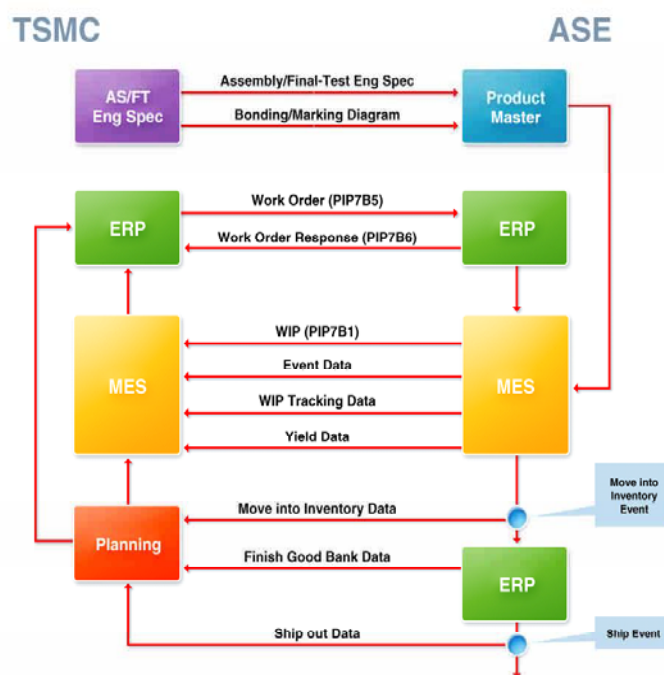 TSMC
ASE
AS/FT
Eng Spec
Assembly/Final-Test Eng Spec
Bonding/Marking Diagram
Product
Master
ERP
Work Order (PIP7B5)
Work Order Response (PIP7B6)
ERP
MES
WIP (PIP7B1)
Event Data
WIP Tracking Data
Yield Data
MES
Move into
Inventory
Event
Planning
Move into Inventory Data
Finish Good Bank Data
ERP
Ship out Data
Ship Event